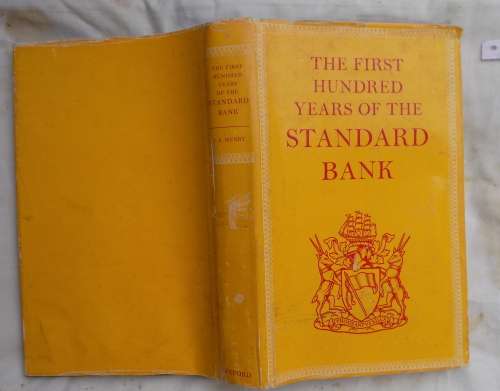 THE FIRST
HUNDRED
YEARS
OF THE
STANDARD
BANK
OXFORD
THE FIRST
HUNDRED
YEARS OF THE
STANDARD
BANK